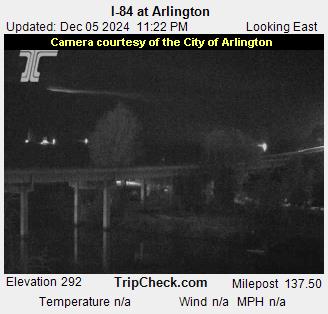 I-84 at Arlington
Updated: Dec 05 2024 11:22 PM Looking East
Camera courtesy of the City of Arlington
Elevation 292 TripCheck.com Milepost 137.50
Temperature n/a Wind n/a MPH n/a